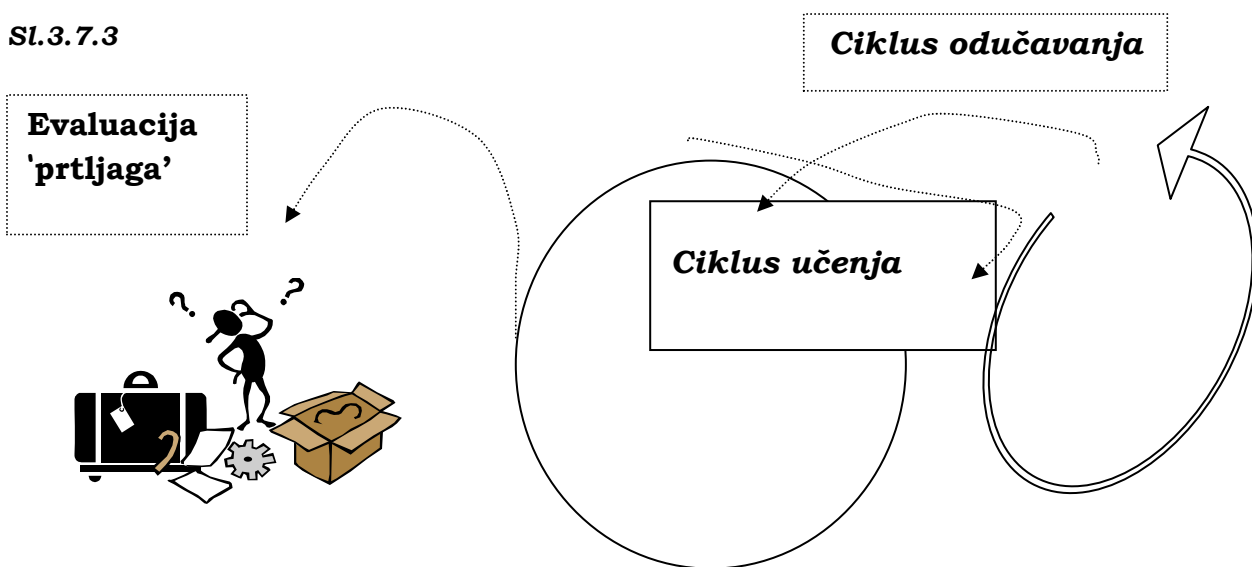 Sl.3.7.3
Ciklus odučavanja
Evaluacija
‛prtljaga’
Ciklus učenja
? ?